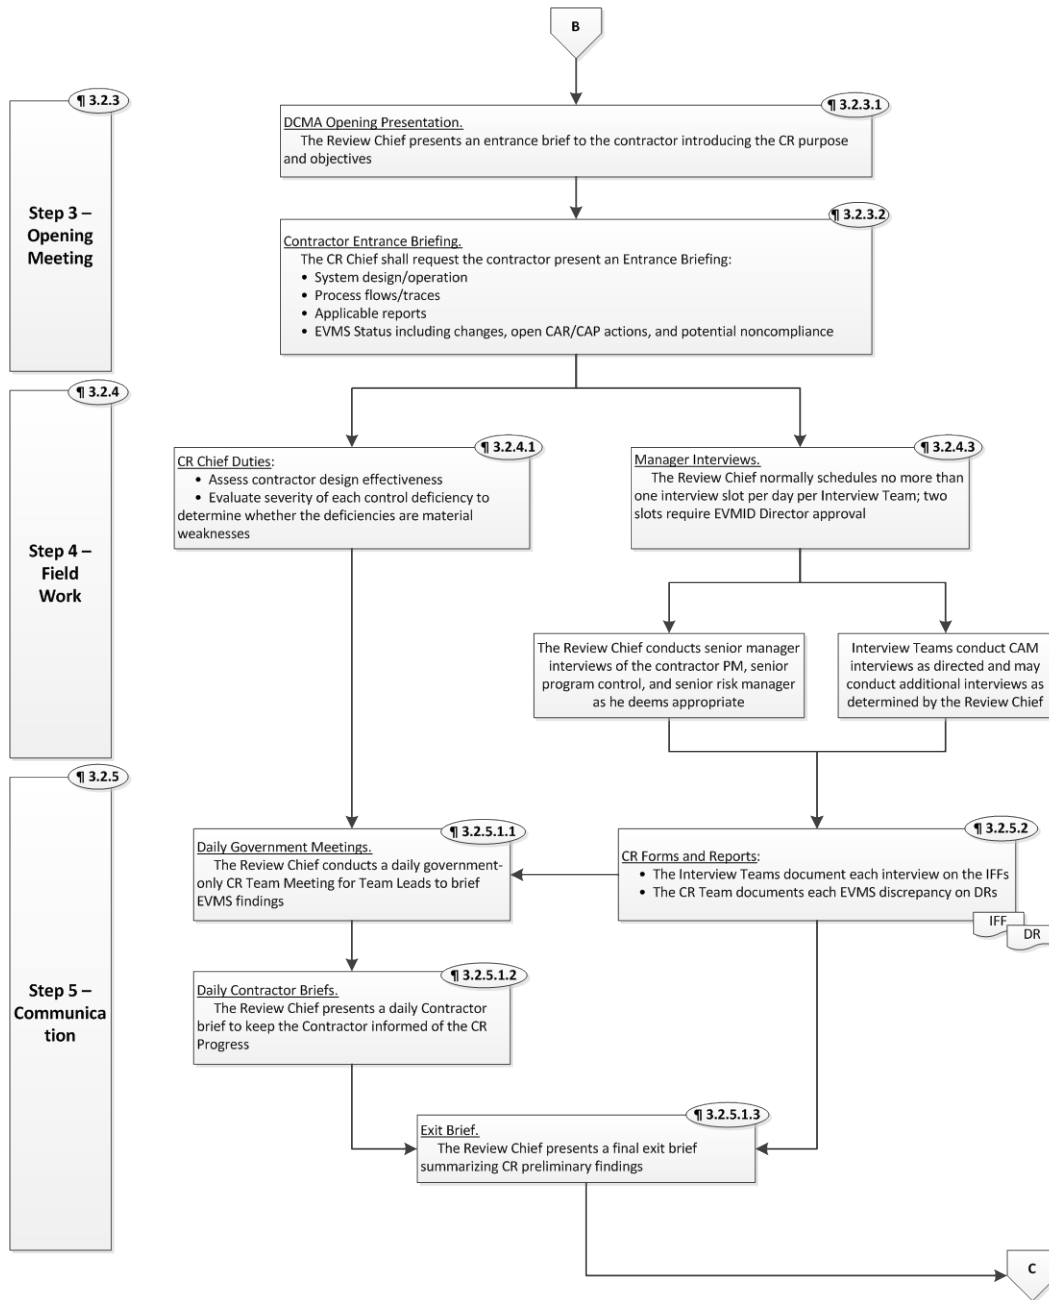 B
¶ 3.2.3
Step 3 –
Opening
Meeting
¶ 3.2.3.1
DCMA Opening Presentation.
The Review Chief presents an entrance brief to the contractor introducing the CR purpose
and objectives
¶ 3.2.3.2
Contractor Entrance Briefing.
The CR Chief shall request the contractor present an Entrance Briefing:
• System design/operation
• Process flows/traces
• Applicable reports
• EVMS Status including changes, open CAR/CAP actions, and potential noncompliance
¶ 3.2.4
Step 4 –
Field
Work
¶ 3.2.4.1
CR Chief Duties:
• Assess contractor design effectiveness
• Evaluate severity of each control deficiency to
determine whether the deficiencies are material
weaknesses
¶ 3.2.4.3
Manager Interviews.
The Review Chief normally schedules no more than
one interview slot per day per Interview Team; two
slots require EVMID Director approval
The Review Chief conducts senior manager
interviews of the contractor PM, senior
program control, and senior risk manager
as he deems appropriate
Interview Teams conduct CAM
interviews as directed and may
conduct additional interviews as
determined by the Review Chief
¶ 3.2.5
Step 5 –
Communica
tion
¶ 3.2.5.1.1
Daily Government Meetings.
The Review Chief conducts a daily government-
only CR Team Meeting for Team Leads to brief
EVMS findings
¶ 3.2.5.2
CR Forms and Reports:
• The Interview Teams document each interview on the IFFs
• The CR Team documents each EVMS discrepancy on DRs
IFF
DR
¶ 3.2.5.1.2
Daily Contractor Briefs.
The Review Chief presents a daily Contractor
brief to keep the Contractor informed of the CR
Progress
¶ 3.2.5.1.3
Exit Brief.
The Review Chief presents a final exit brief
summarizing CR preliminary findings
C